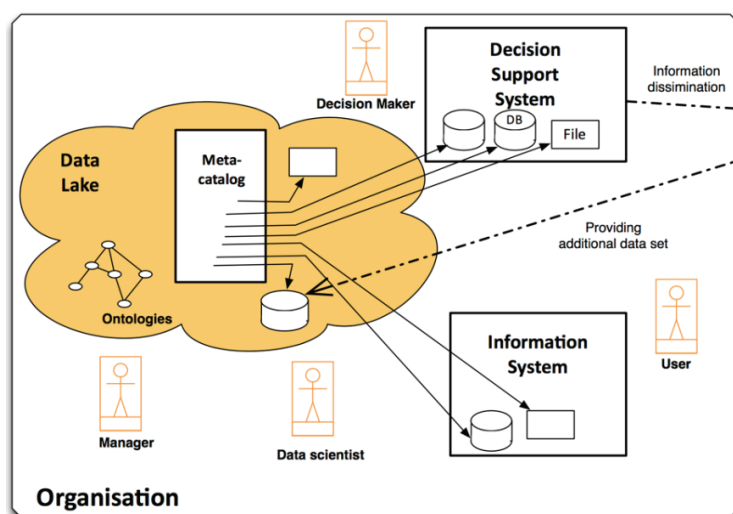 Decision
Support
System
DB
File
Information
dissimination
Decision Maker
Data
Lake
Meta-
catalog
Ontologies
Providing
additional data set
Information
System
User
Manager
Data scientist
Organisation